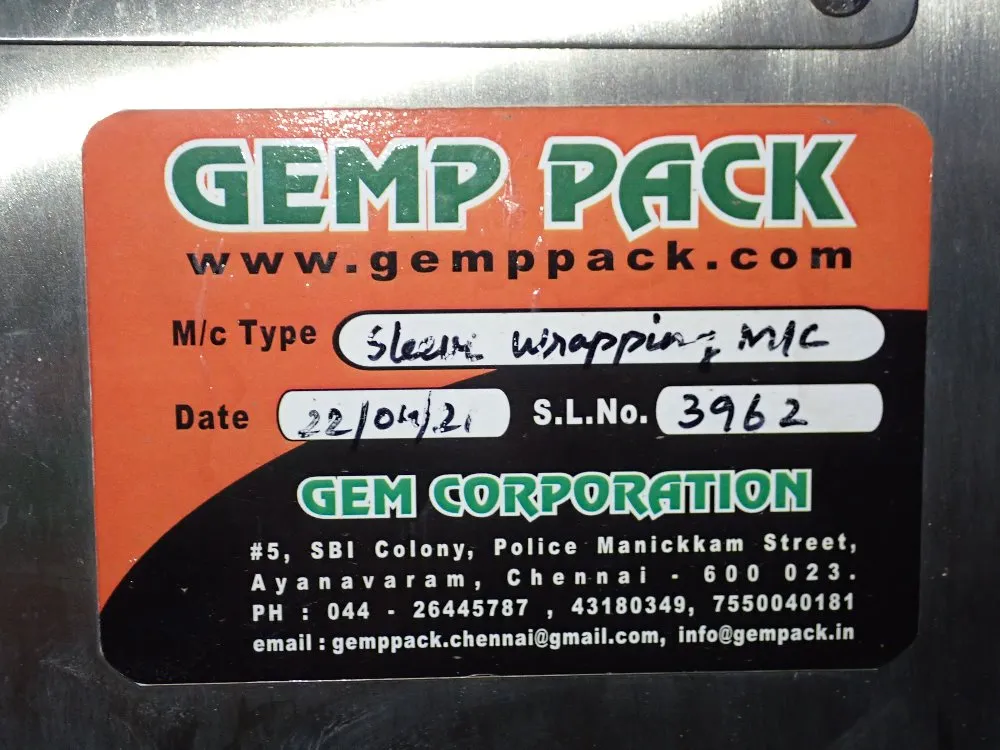 GEMP PACK
www.gemppack.com
M/c Type Sleeve Wrapping M/C
Date 22/04/21 S.L.No. 3962
GEM CORPORATION
#5, SBI Colony, Police Manickkam Street,
Ayanavaram, Chennai - 600 023.
PH : 044 - 26445787 , 43180349, 7550040181
email : gemppack.chennai@gmail.com, info@gempack.in